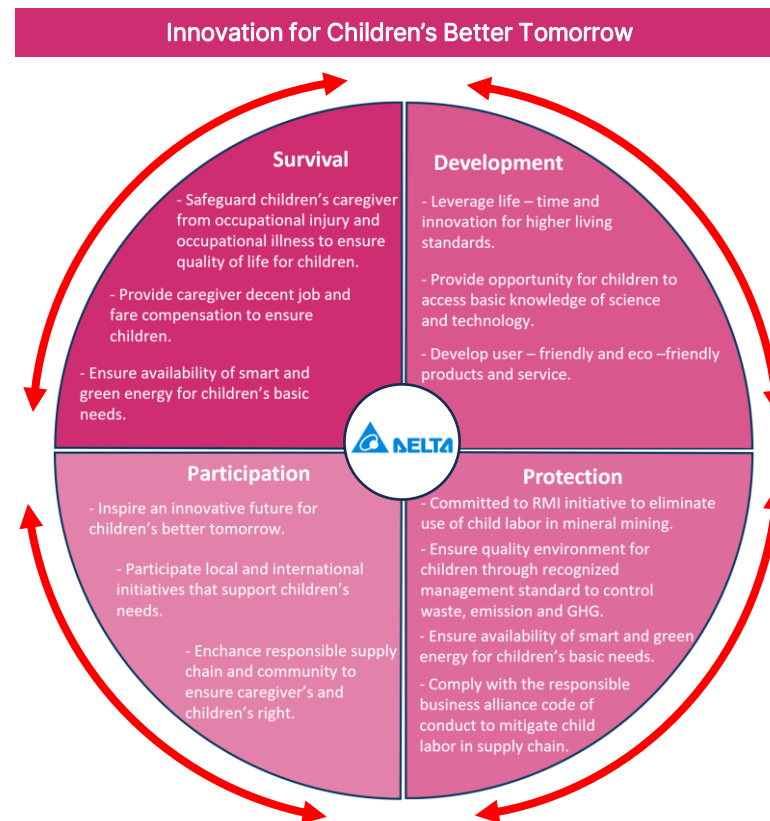 Innovation for Children's Better Tomorrow
Survival
- Safeguard children's caregiver
from occupational injury and
occupational illness to ensure
quality of life for children.
- Provide caregiver decent job and
fare compensation to ensure
children.
- Ensure availability of smart and
green energy for children's basic
needs.
Development
- Leverage life – time and
innovation for higher living
standards.
- Provide opportunity for children to
access basic knowledge of science
and technology.
- Develop user – friendly and eco –friendly
products and service.
DELTA
Participation
- Inspire an innovative future for
children's better tomorrow.
- Participate local and international
initiatives that support children's
needs.
- Enchance responsible supply
chain and community to
ensure caregiver's and
children's right.
Protection
- Committed to RMI initiative to eliminate
use of child labor in mineral mining.
- Ensure quality environment for
children through recognized
management standard to control
waste, emission and GHG.
- Ensure availability of smart and green
energy for children's basic needs.
- Comply with the responsible
business alliance code of
conduct to mitigate child
labor in supply chain.